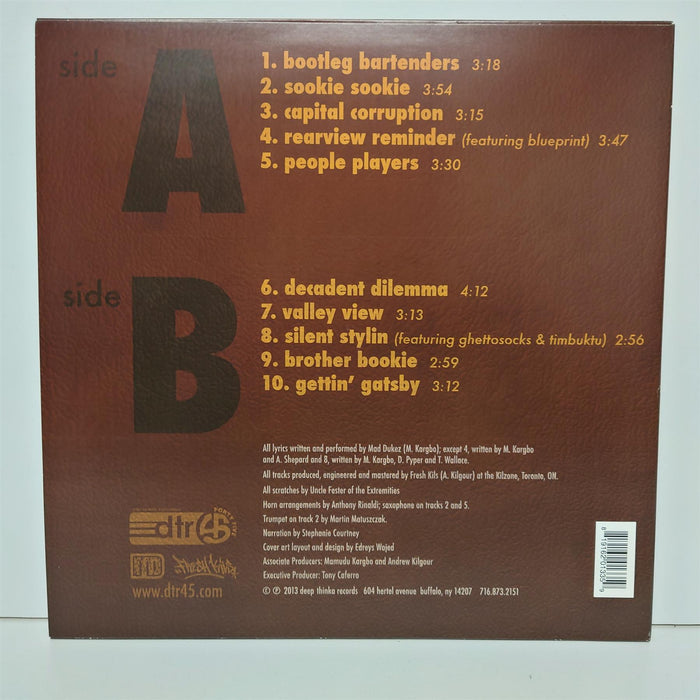 side A
1. bootleg bartenders 3:18
2. sookie sookie 3:54
3. capital corruption 3:15
4. rearview reminder (featuring blueprint) 3:47
5. people players 3:30
side B
6. decadent dilemma 4:12
7. valley view 3:13
8. silent stylin (featuring ghettosocks & timbuktu) 2:56
9. brother bookie 2:59
10. gettin' gatsby 3:12
All lyrics written and performed by Mad Dukez (M. Kargbo); except 4, written by M. Kargbo
and A. Shepard and 8, written by M. Kargbo, D. Pyper and T. Wallace.
All tracks produced, engineered and mastered by Fresh Kils (A. Kilgour) at the Kilzone, Toronto, ON.
All scratches by Uncle Fester of the Extremities
Horn arrangements by Anthony Rinaldi; saxophone on tracks 2 and 5.
Trumpet on track 2 by Martin Matuszczak.
Narration by Stephanie Courtney
Cover art layout and design by Edreys Wajed
Associate Producers: Mamudu Kargbo and Andrew Kilgour
Executive Producer: Tony Caferro
© ℗ 2013 deep thinka records 604 hertel avenue buffalo, ny 14207 716.873.2151
dtr 45
FORTY FIVE
Fresh Kils
www.dtr45.com